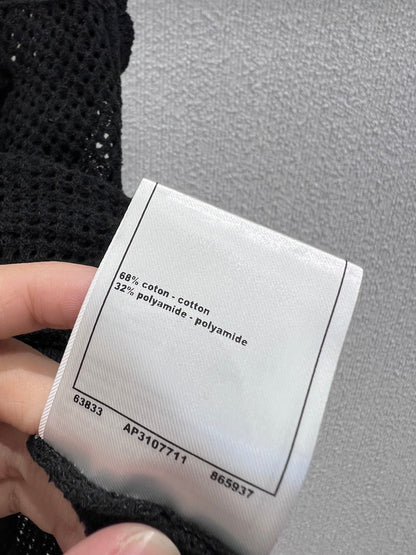 68% coton - cotton
32% polyamide - polyamide
63833 AP3107711 865937